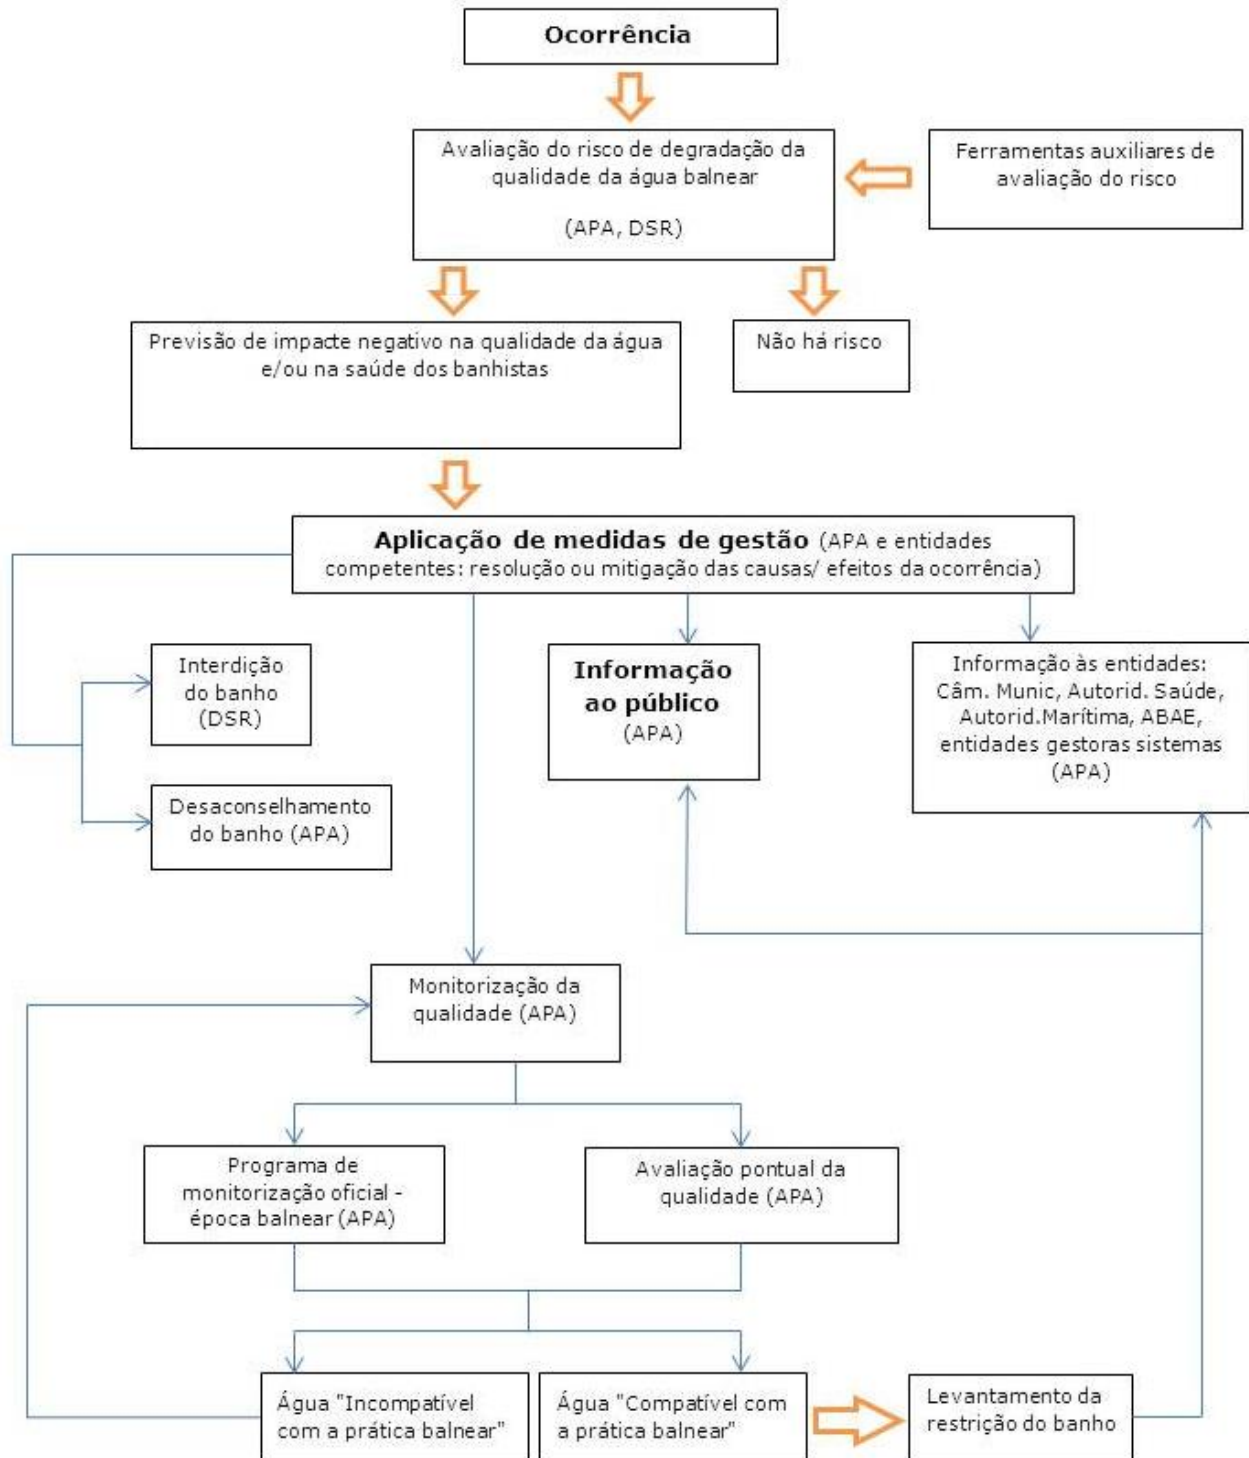 Ocorrência
Avaliação do risco de degradação da
qualidade da água balnear
(APA, DSR)
Ferramentas auxiliares de
avaliação do risco
Previsão de impacte negativo na qualidade da água
e/ou na saúde dos banhistas
Não há risco
Aplicação de medidas de gestão (APA e entidades
competentes: resolução ou mitigação das causas/ efeitos da ocorrência)
Interdição
do banho
(DSR)
Desaconselhamento
do banho (APA)
Informação
ao público
(APA)
Informação às entidades:
Câm. Munic, Autorid. Saúde,
Autorid.Marítima, ABAE,
entidades gestoras sistemas
(APA)
Monitorização da
qualidade (APA)
Programa de
monitorização oficial -
época balnear (APA)
Avaliação pontual da
qualidade (APA)
Água "Incompatível
com a prática balnear"
Água "Compatível com
a prática balnear"
Levantamento da
restrição do banho